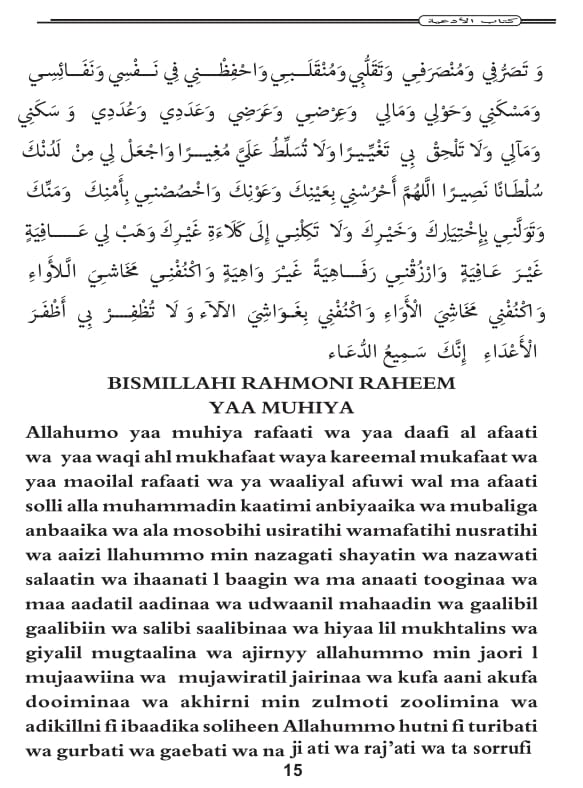 كتاب الأدعية
وَ تَصَرُّفِي وَمُنْصَرَفِي وَتَقَلُّبِي وَمُنْقَلَبِي وَاحْفِظْنِي فِي نَفْسِي وَنَفَائِسِي
وَمَسْكَنِي وَحَوْلِي وَمَالِي وَعِرْضِي وَعَرَضِي وَعَدَدِي وَعُدَدِي وَ سَكَنِي
وَمَآلِي وَلَا تَلْحِقْ بِي تَغْيِيرًا وَلَا تُسَلِّطْ عَلَيَّ مُغِيرًا وَاجْعَلْ لِي مِنْ لَدُنْكَ
سُلْطَانًا نَصِيرًا اللَّهُمَّ أَحْرُسْنِي بِعَيْنِكَ وَعَوْنِكَ وَاخْصُصْنِي بِأَمْنِكَ وَمَنِّكَ
وَتَوَلَّنِي بِإِخْتِيَارِكَ وَخَيْرِكَ وَلَا تَكِلْنِي إِلَى كَلَاءَةِ غَيْرِكَ وَهَبْ لِي عَافِيَةً
غَيْرَ عَافِيَةٍ وَارْزُقْنِي رَفَاهِيَةً غَيْرَ وَاهِيَةٍ وَاكْنُفْنِي مَخَاشِيَ اللَّاوَاءِ
وَاكْنُفْنِي مَخَاشِيَ الْأَوَاءِ وَاكْنُفْنِي بِغَوَاشِيَ الآلآءِ وَ لَا تُظْفِرْ بِي أَظْفَرَ
الْأَعْدَاءِ إِنَّكَ سَمِيعُ الدُّعَاءِ
BISMILLAHI RAHMONI RAHEEM
YAA MUHIYA
Allahumo yaa muhiya rafaati wa yaa daafi al afaati
wa yaa waqi ahl mukhafaat waya kareemal mukafaat wa
yaa maoilal rafaati wa ya waaliyal afuwi wal ma afaati
solli alla muhammadin kaatimi anbiyaaika wa mubaliga
anbaaika wa ala mosobihi usiratihi wamafatihi nusratihi
wa aaizi llahummo min nazagati shayatin wa nazawati
salaatin wa ihaanati l baagin wa ma anaati tooginaa wa
maa aadatil aadinaa wa udwaanil mahaadin wa gaalibil
gaalibiin wa salibi saalibinaa wa hiyaa lil mukhtalins wa
giyalil mugtaalina wa ajirnyy allahummo min jaori l
mujaawiina wa mujawiratil jairinaa wa kufa aani akufa
dooiminaa wa akhirni min zulmoti zoolimina wa
adikillni fi ibaadika soliheen Allahummo hutni fi turibati
wa gurbati wa gaebati wa na ji ati wa raj’ati wa ta sorrufi
15